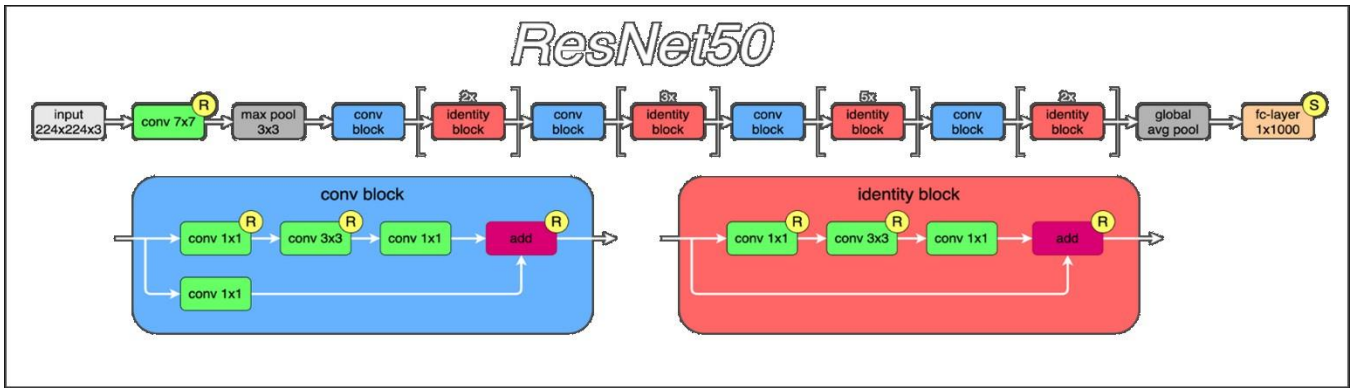 ResNet50
input
224x224x3
conv 7x7
R
max pool
3x3
conv
block
2x
identity
block
conv
block
3x
identity
block
conv
block
5x
identity
block
conv
block
2x
identity
block
global
avg pool
fc-layer
1x1000
S
conv block
conv 1x1
R
conv 3x3
R
conv 1x1
add
R
conv 1x1
identity block
conv 1x1
R
conv 3x3
R
conv 1x1
add
R